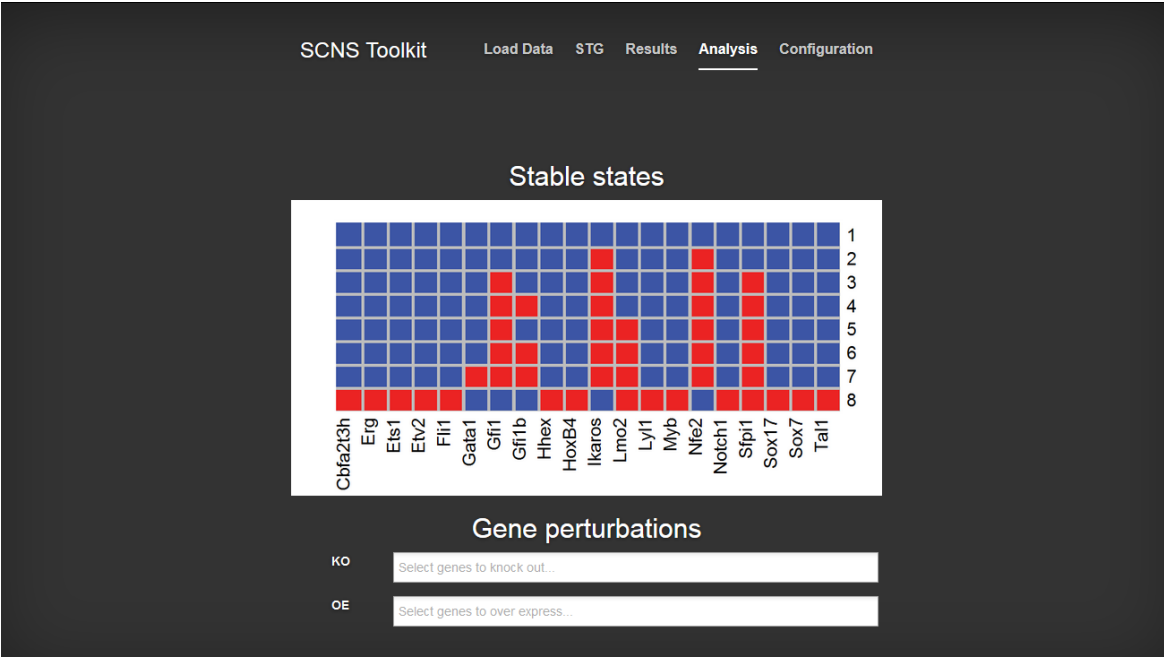 SCNS Toolkit Load Data STG Results Analysis Configuration
Stable states
1
2
3
4
5
6
7
8
Cbfa2t3h
Erg
Ets1
Etv2
Fli1
Gata1
Gfi1
Gfi1b
Hhex
HoxB4
Ikaros
Lmo2
Lyl1
Myb
Nfe2
Notch1
Sfpi1
Sox17
Sox7
Tal1
Gene perturbations
KO Select genes to knock out...
OE Select genes to over express...